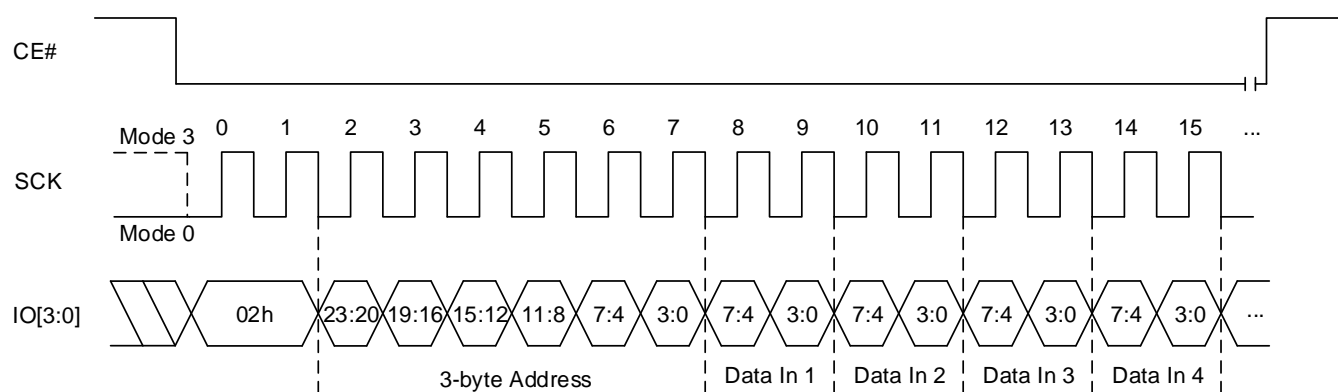 CE#
Mode 3
0 1 2 3 4 5 6 7 8 9 10 11 12 13 14 15 ...
SCK
Mode 0
IO[3:0]
02h 23:20 19:16 15:12 11:8 7:4 3:0 7:4 3:0 7:4 3:0 7:4 3:0 7:4 3:0 ...
3-byte Address Data In 1 Data In 2 Data In 3 Data In 4